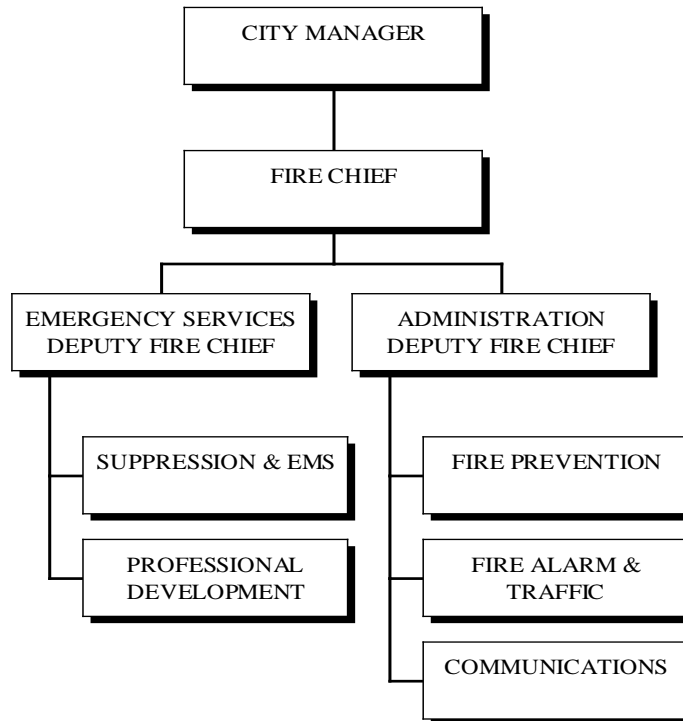 CITY MANAGER
FIRE CHIEF
EMERGENCY SERVICES
DEPUTY FIRE CHIEF
ADMINISTRATION
DEPUTY FIRE CHIEF
SUPPRESSION & EMS
PROFESSIONAL
DEVELOPMENT
FIRE PREVENTION
FIRE ALARM &
TRAFFIC
COMMUNICATIONS